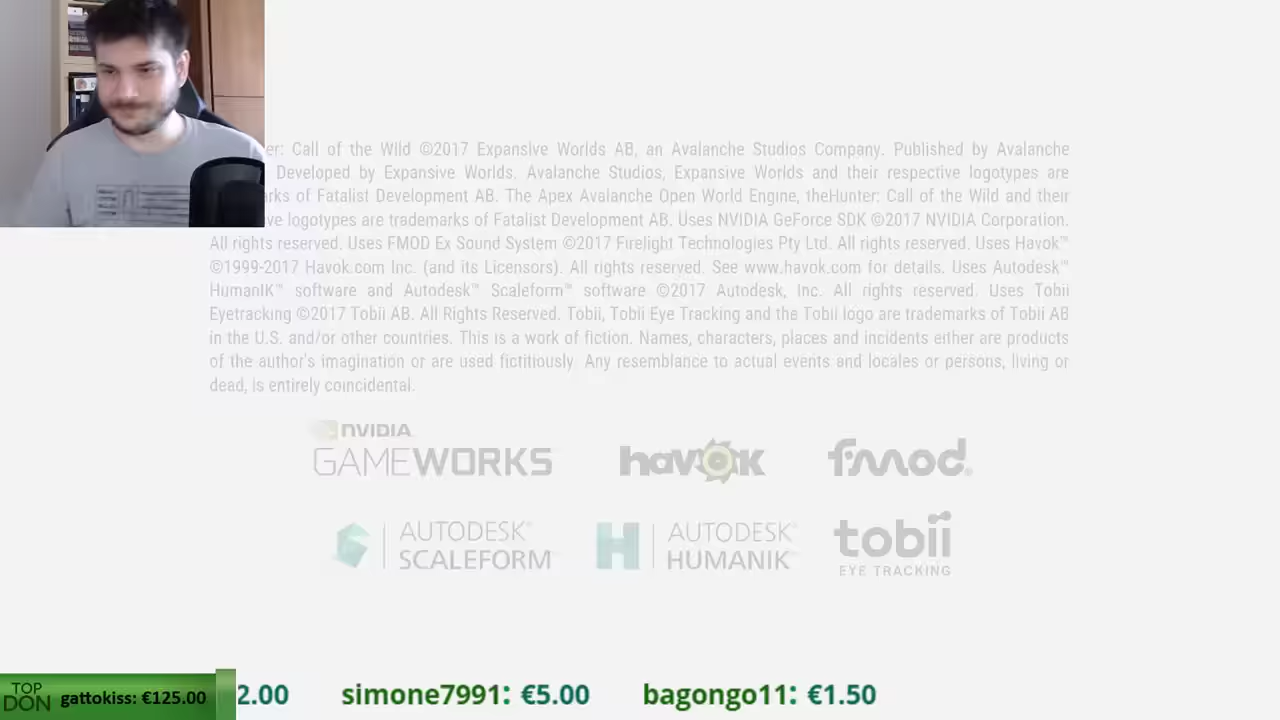 er: Call of the Wild ©2017 Expansive Worlds AB, an Avalanche Studios Company. Published by Avalanche
Developed by Expansive Worlds. Avalanche Studios, Expansive Worlds and their respective logotypes are
rks of Fatalist Development AB. The Apex Avalanche Open World Engine, theHunter: Call of the Wild and their
ve logotypes are trademarks of Fatalist Development AB. Uses NVIDIA GeForce SDK ©2017 NVIDIA Corporation.
All rights reserved. Uses FMOD Ex Sound System ©2017 Firelight Technologies Pty Ltd. All rights reserved. Uses Havok™
©1999-2017 Havok.com Inc. (and its Licensors). All rights reserved. See www.havok.com for details. Uses Autodesk™
HumanIK™ software and Autodesk™ Scaleform™ software ©2017 Autodesk, Inc. All rights reserved. Uses Tobii
Eyetracking ©2017 Tobii AB. All Rights Reserved. Tobii, Tobii Eye Tracking and the Tobii logo are trademarks of Tobii AB
in the U.S. and/or other countries. This is a work of fiction. Names, characters, places and incidents either are products
of the author's imagination or are used fictitiously. Any resemblance to actual events and locales or persons, living or
dead, is entirely coincidental.
NVIDIA.
GAMEWORKS
havok
fmod.
AUTODESK®
SCALEFORM
AUTODESK®
HUMANIK
tobii
EYE TRACKING
TOP
DON
gattokiss: €125.00
2.00
simone7991: €5.00
bagongo11: €1.50